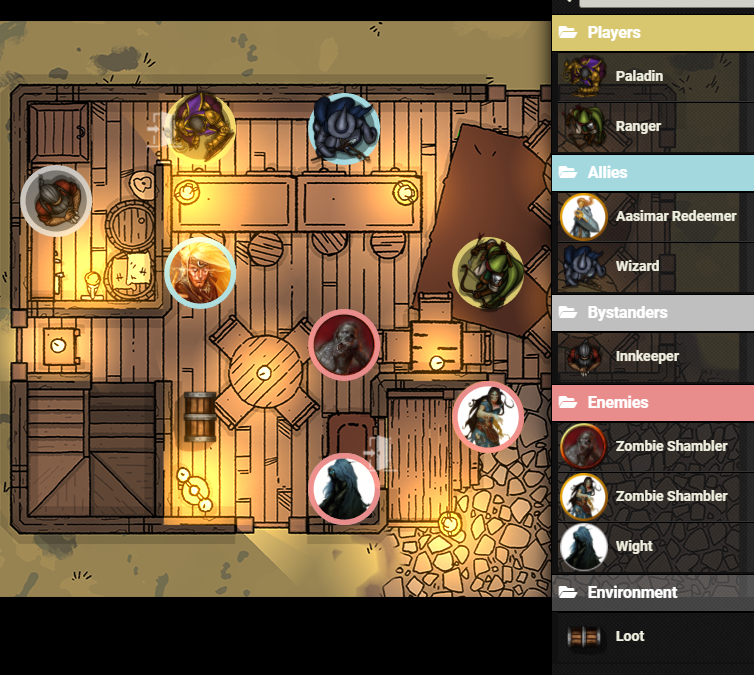 Players
Paladin
Ranger
Allies
Aasimar Redeemer
Wizard
Bystanders
Innkeeper
Enemies
Zombie Shambler
Zombie Shambler
Wight
Environment
Loot